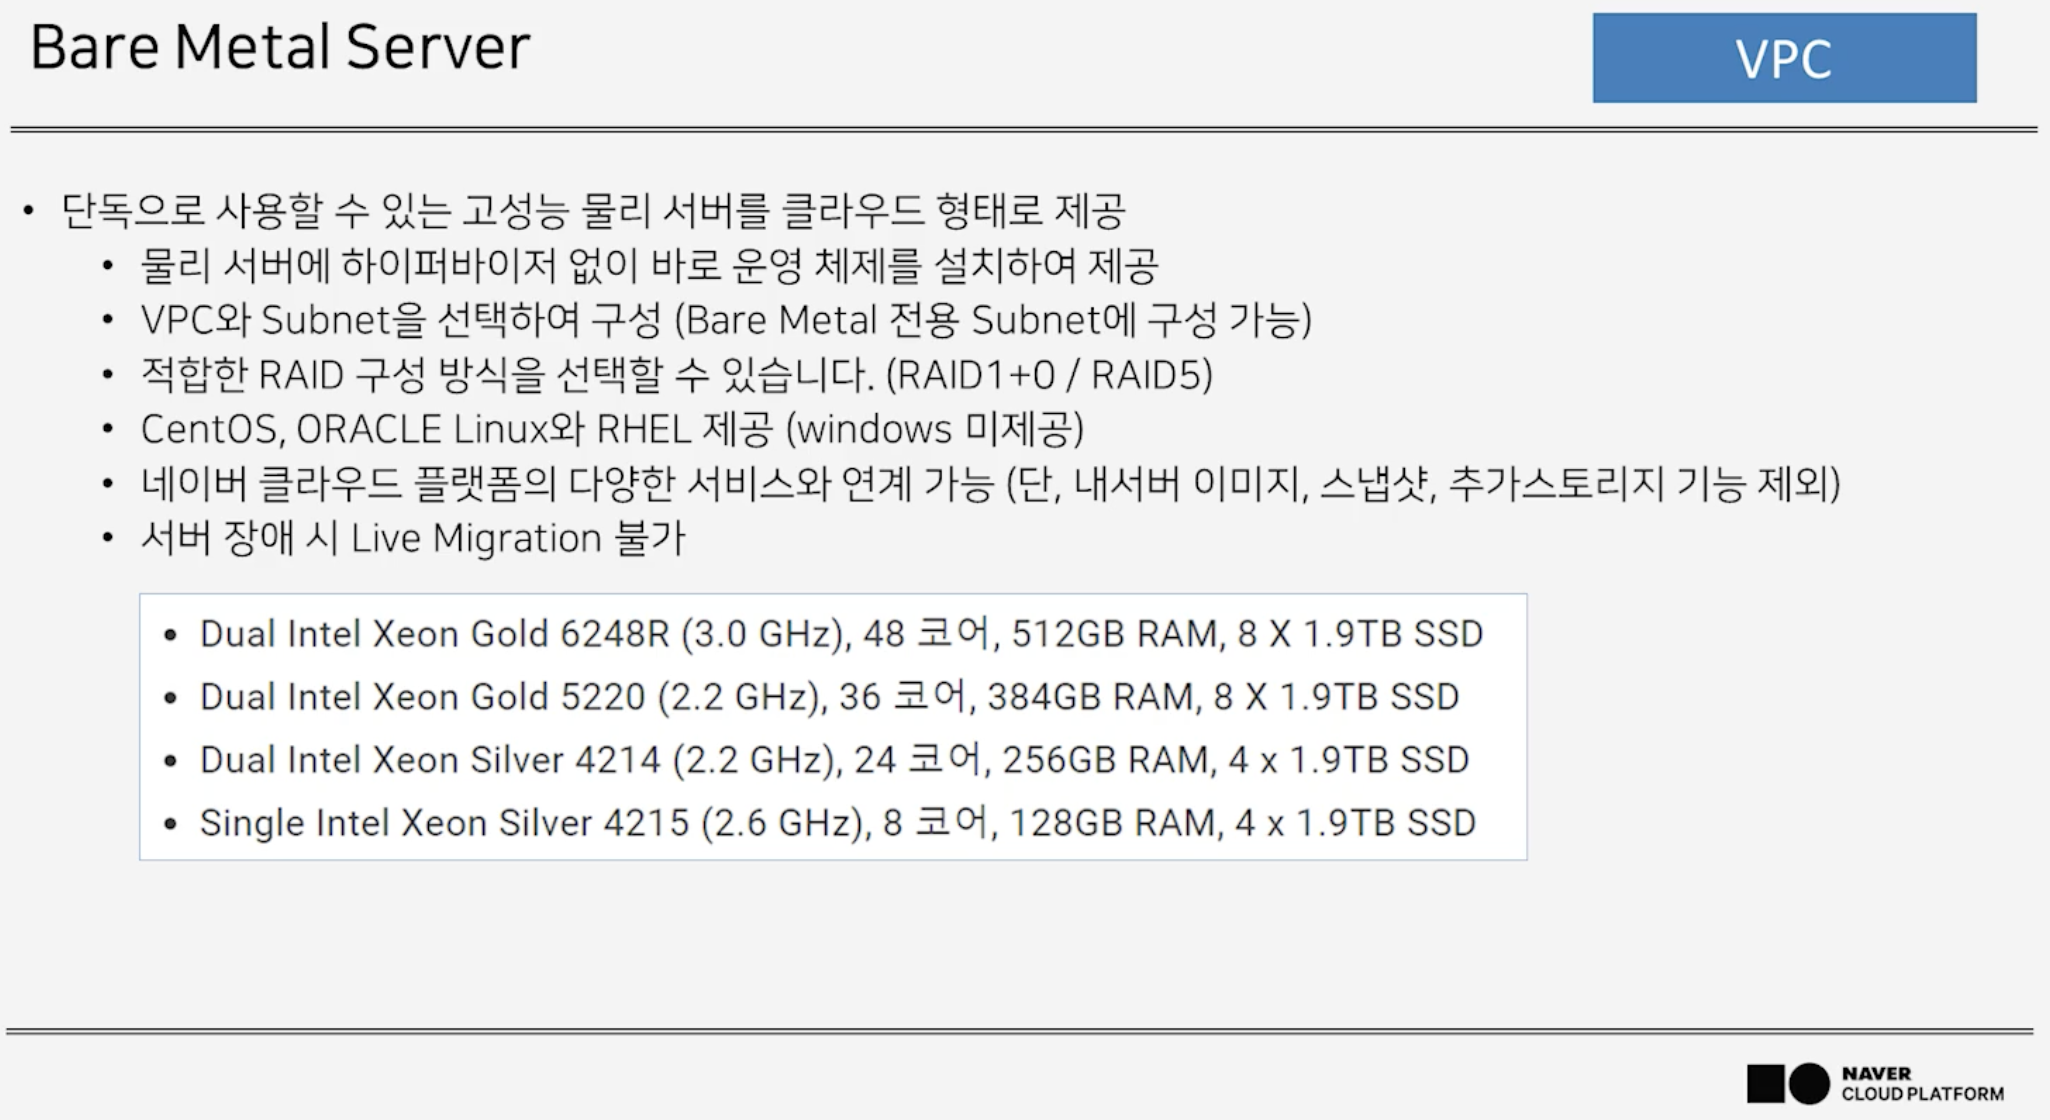 Bare Metal Server
VPC
• 단독으로 사용할 수 있는 고성능 물리 서버를 클라우드 형태로 제공
• 물리 서버에 하이퍼바이저 없이 바로 운영 체제를 설치하여 제공
• VPC와 Subnet을 선택하여 구성 (Bare Metal 전용 Subnet에 구성 가능)
• 적합한 RAID 구성 방식을 선택할 수 있습니다. (RAID1+0 / RAID5)
• CentOS, ORACLE Linux와 RHEL 제공 (windows 미제공)
• 네이버 클라우드 플랫폼의 다양한 서비스와 연계 가능 (단, 내서버 이미지, 스냅샷, 추가스토리지 기능 제외)
• 서버 장애 시 Live Migration 불가
• Dual Intel Xeon Gold 6248R (3.0 GHz), 48 코어, 512GB RAM, 8 X 1.9TB SSD
• Dual Intel Xeon Gold 5220 (2.2 GHz), 36 코어, 384GB RAM, 8 X 1.9TB SSD
• Dual Intel Xeon Silver 4214 (2.2 GHz), 24 코어, 256GB RAM, 4 x 1.9TB SSD
• Single Intel Xeon Silver 4215 (2.6 GHz), 8 코어, 128GB RAM, 4 x 1.9TB SSD
NAVER
CLOUD PLATFORM